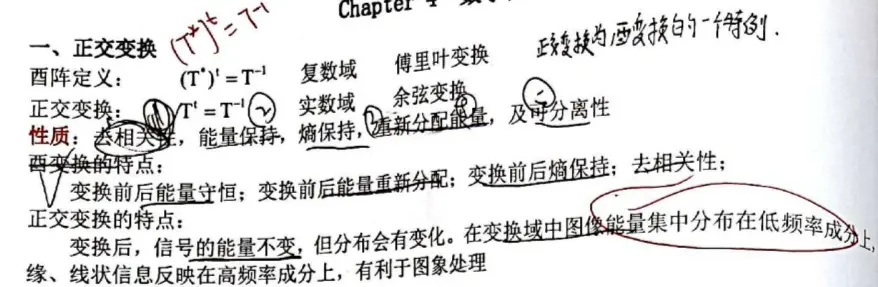 Chapter 4
一、正交变换 (T*)^t = T^-1
正交变换为酉变换的一个特例.
酉阵定义: (T*)^t = T^-1 复数域 傅里叶变换
正交变换: T^t = T^-1 实数域 余弦变换
性质: 去相关性, 能量保持, 熵保持, 重新分配能量, 及可分离性
酉变换的特点:
变换前后能量守恒; 变换前后能量重新分配; 变换前后熵保持; 去相关性;
正交变换的特点:
变换后, 信号的能量不变, 但分布会有变化。在变换域中图像能量集中分布在低频率成分上,
缘、线状信息反映在高频率成分上, 有利于图象处理